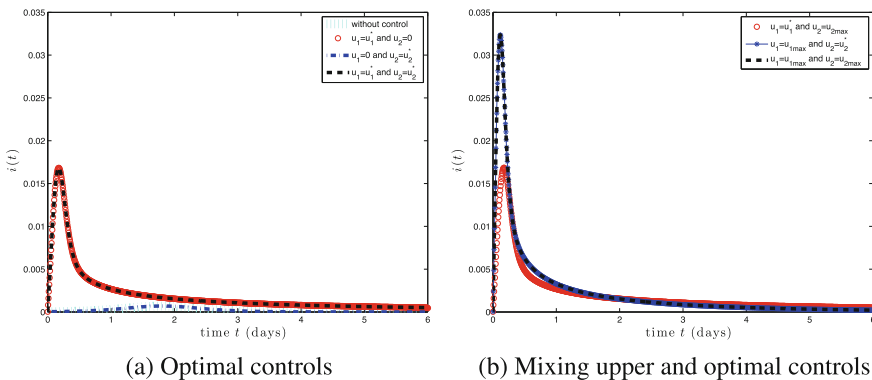 0.035
0.03
0.025
0.02
0.015
0.01
0.005
0
i(t)
0 1 2 3 4 5 6
time t (days)
without control
u₁=u₁* and u₂=0
u₁=0 and u₂=u₂*
u₁=u₁* and u₂=u₂*
(a) Optimal controls
0.035
0.03
0.025
0.02
0.015
0.01
0.005
0
i(t)
0 1 2 3 4 5 6
time t (days)
u₁=u₁* and u₂=u₂max
u₁=u₁max and u₂=u₂*
u₁=u₁max and u₂=u₂max
(b) Mixing upper and optimal controls